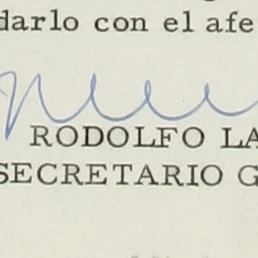 darlo con el afe
RODOLFO LA
SECRETARIO G